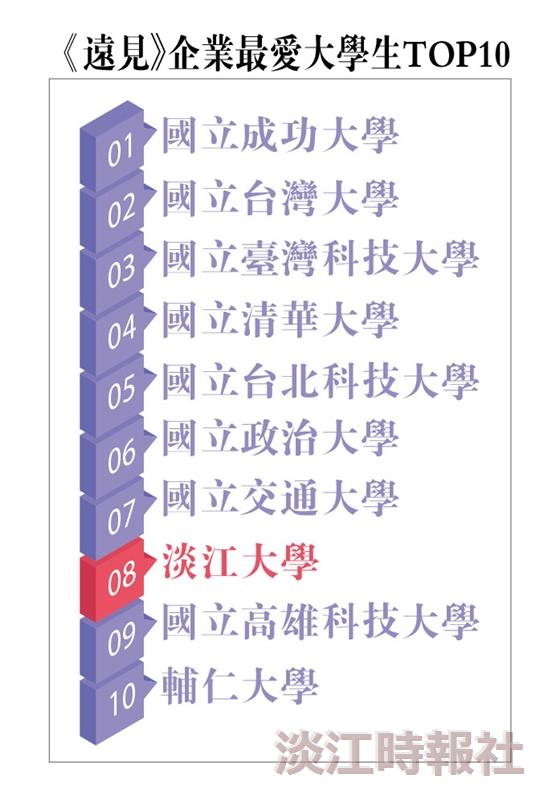 《遠見》企業最愛大學生TOP10
01 國立成功大學
02 國立台灣大學
03 國立臺灣科技大學
04 國立清華大學
05 國立台北科技大學
06 國立政治大學
07 國立交通大學
08 淡江大學
09 國立高雄科技大學
10 輔仁大學
淡江時報社